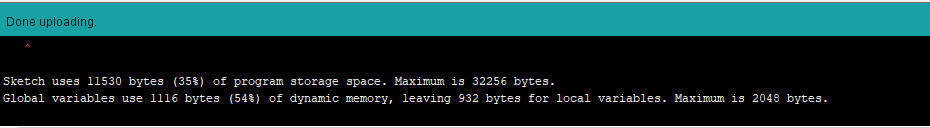 Done uploading.
^
Sketch uses 11530 bytes (35%) of program storage space. Maximum is 32256 bytes.
Global variables use 1116 bytes (54%) of dynamic memory, leaving 932 bytes for local variables. Maximum is 2048 bytes.